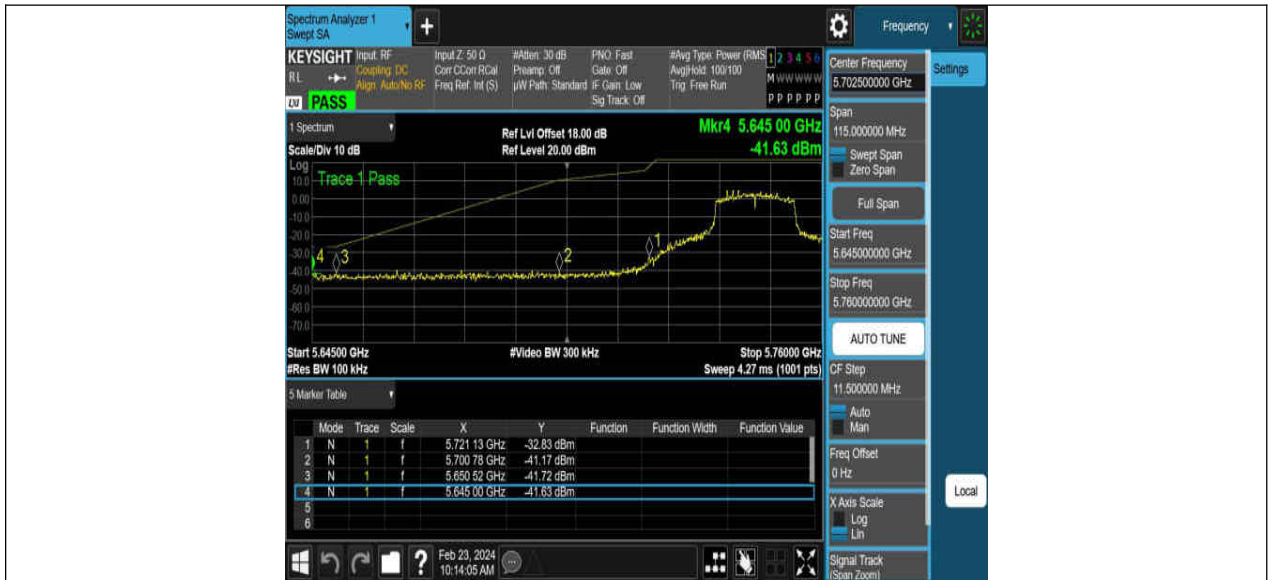 Spectrum Analyzer 1
Swept SA
+
Frequency
KEYSIGHT Input: RF Input Z: 50 Ω #Atten: 30 dB PNO: Fast #Avg Type: Power (RMS 1 2 3 4 5 6
RL Coupling: DC Corr CCorr RCal Preamp: Off Gate: Off Avg|Hold: 100/100 M W W W W W
Align: Auto/No RF Freq Ref: Int (S) µW Path: Standard IF Gain: Low Trig: Free Run
Sig Track: Off P P P P P P
LXI PASS
1 Spectrum
Scale/Div 10 dB
Ref Lvl Offset 18.00 dB
Ref Level 20.00 dBm
Mkr4 5.645 00 GHz
-41.63 dBm
Log
Trace 1 Pass
10.0
0.00
-10.0
-20.0
-30.0
-40.0
-50.0
-60.0
-70.0
4 3 2 1
Start 5.64500 GHz #Video BW 300 kHz Stop 5.76000 GHz
#Res BW 100 kHz Sweep 4.27 ms (1001 pts)
5 Marker Table
Mode Trace Scale X Y Function Function Width Function Value
1 N 1 f 5.721 13 GHz -32.83 dBm
2 N 1 f 5.700 78 GHz -41.17 dBm
3 N 1 f 5.650 52 GHz -41.72 dBm
4 N 1 f 5.645 00 GHz -41.63 dBm
5
6
Feb 23, 2024
10:14:05 AM
?
Center Frequency
5.702500000 GHz
Settings
Span
115.000000 MHz
Swept Span
Zero Span
Full Span
Start Freq
5.645000000 GHz
Stop Freq
5.760000000 GHz
AUTO TUNE
CF Step
11.500000 MHz
Auto
Man
Freq Offset
0 Hz
X Axis Scale
Log
Lin
Signal Track
(Span Zoom)
Local